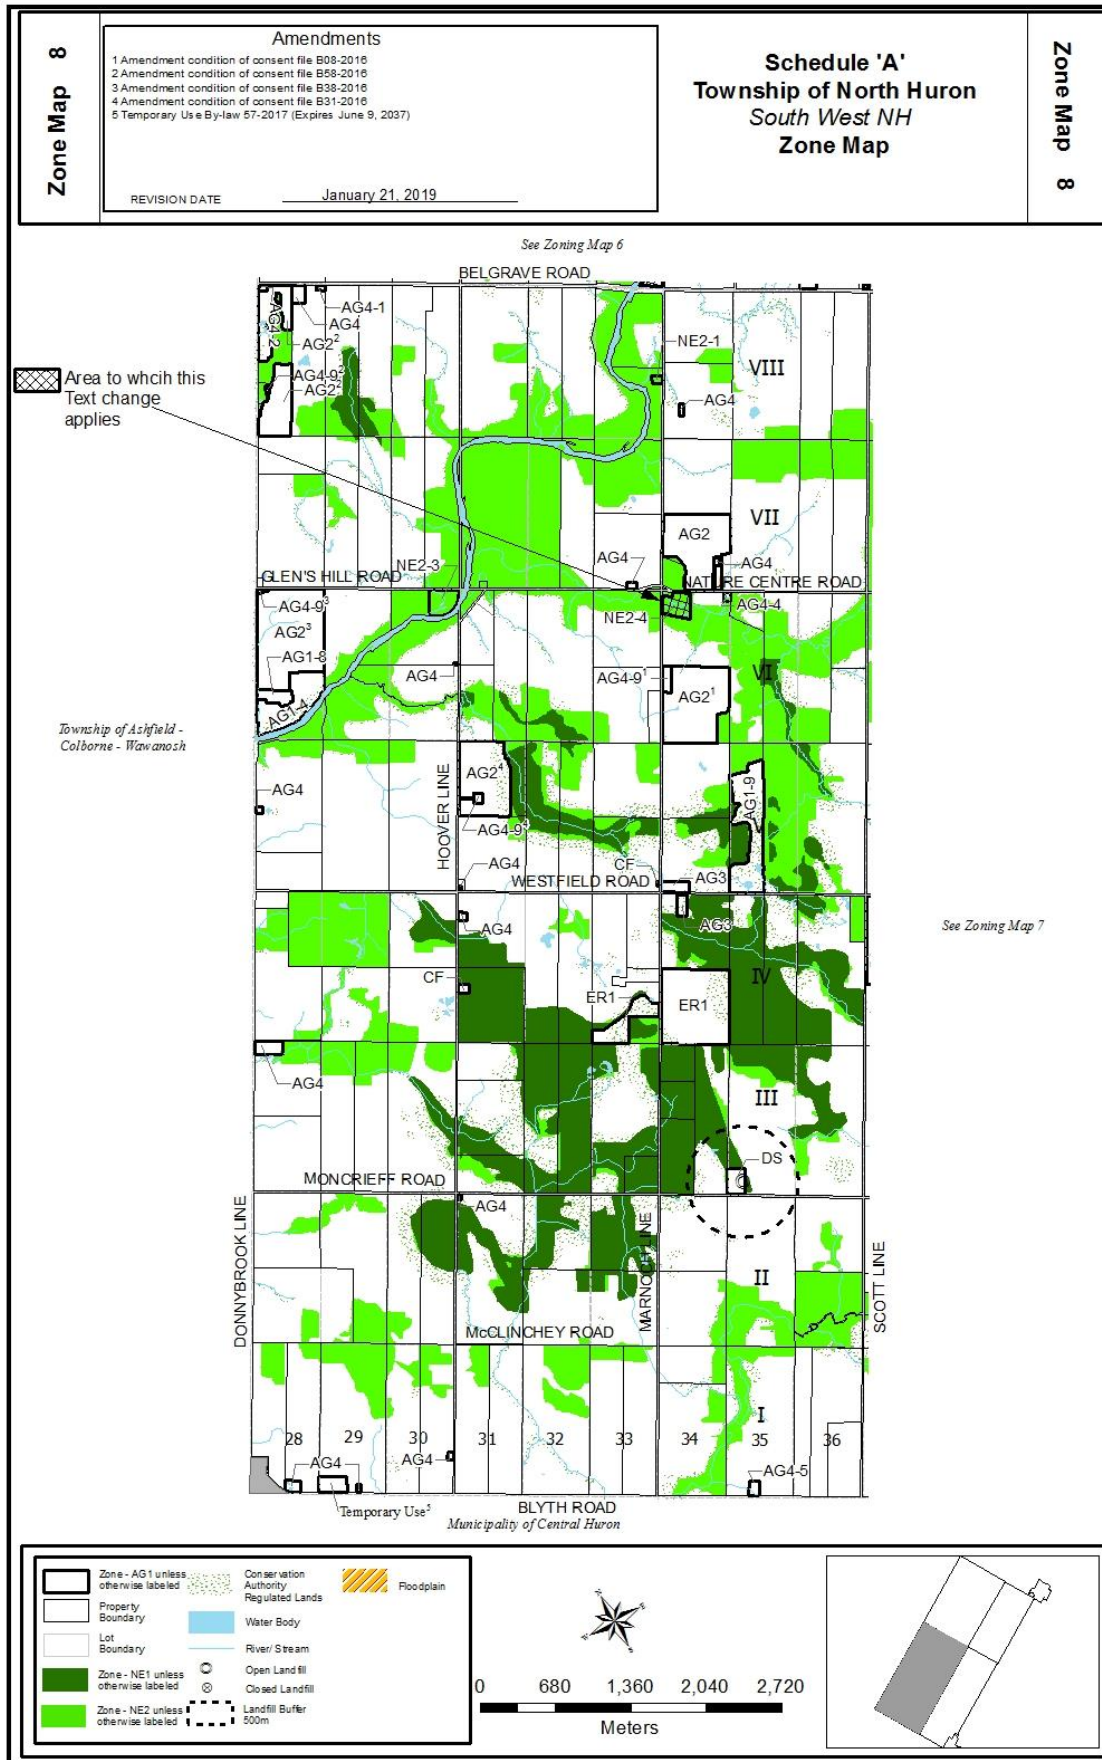 Zone Map 8
Amendments
1 Amendment condition of consent file B08-2016
2 Amendment condition of consent file B58-2016
3 Amendment condition of consent file B38-2016
4 Amendment condition of consent file B31-2016
5 Temporary Use By-law 57-2017 (Expires June 9, 2037)
REVISION DATE January 21, 2019
Schedule 'A'
Township of North Huron
South West NH
Zone Map
Zone Map 8
See Zoning Map 6
BELGRAVE ROAD
AG4-1
AG4
AG4-2
AG2²
AG4-9²
AG2²
NE2-1
VIII
AG4
Area to whcih this
Text change
applies
VII
AG2
AG4
AG4
NE2-3
GLEN'S HILL ROAD
NATURE CENTRE ROAD
AG4-9³
AG4-4
NE2-4
AG2³
AG1-8
AG4
AG4-9¹
AG2¹
VI
AG1-4
Township of Ashfield -
Colborne - Wawanosh
AG4
HOOVER LINE
AG2⁴
AG4-9⁴
AG1-9
AG4
CF
WESTFIELD ROAD
AG3
AG4
AG3
See Zoning Map 7
CF
IV
ER1
ER1
AG4
III
DS
MONCRIEFF ROAD
AG4
DONNYBROOK LINE
MARNOCH LINE
SCOTT LINE
II
McCLINCHEY ROAD
I
28 29 30 31 32 33 34 35 36
AG4
AG4
AG4-5
Temporary Use⁵
BLYTH ROAD
Municipality of Central Huron
Zone - AG1 unless
otherwise labeled
Property
Boundary
Lot
Boundary
Zone - NE1 unless
otherwise labeled
Zone - NE2 unless
otherwise labeled
Conservation
Authority
Regulated Lands
Water Body
River/ Stream
Open Landfill
Closed Landfill
Landfill Buffer
500m
Floodplain
N
E
S
W
0 680 1,360 2,040 2,720
Meters